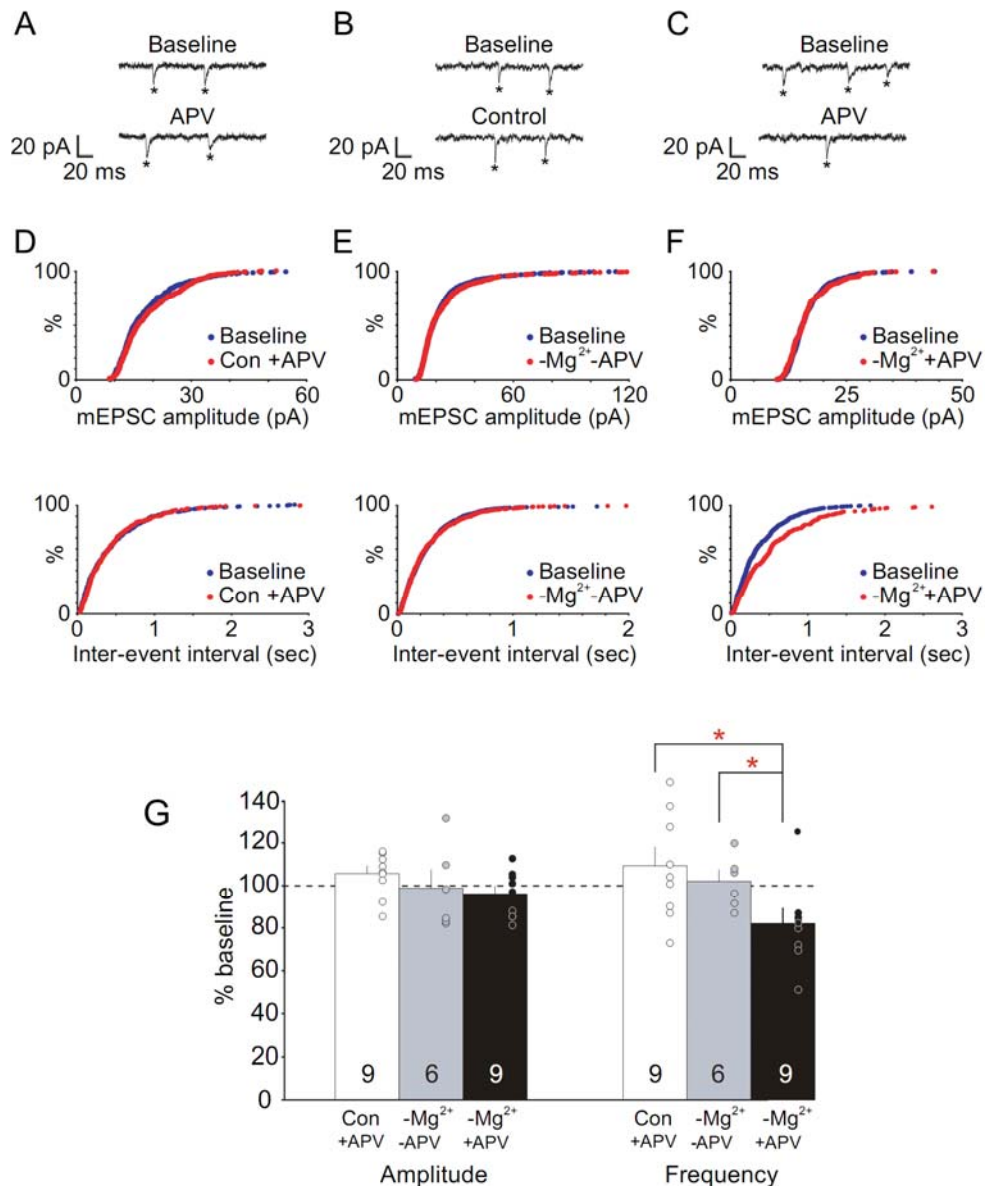 A
B
C
Baseline
Baseline
Baseline
* *
* *
* * *
APV
Control
APV
20 pA
20 ms
20 pA
20 ms
20 pA
20 ms
* *
* *
*
D
E
F
100
%
0
Baseline
Con +APV
0 20 40 60
mEPSC amplitude (pA)
100
%
0
Baseline
-Mg²⁺-APV
0 60 120
mEPSC amplitude (pA)
100
%
0
Baseline
-Mg²⁺+APV
0 25 50
mEPSC amplitude (pA)
100
%
0
Baseline
Con +APV
0 1 2 3
Inter-event interval (sec)
100
%
0
Baseline
-Mg²⁺-APV
0 1 2
Inter-event interval (sec)
100
%
0
Baseline
-Mg²⁺+APV
0 1 2 3
Inter-event interval (sec)
G
*
*
% baseline
140
120
100
80
60
40
20
0
9 6 9 9 6 9
Con -Mg²⁺ -Mg²⁺ Con -Mg²⁺ -Mg²⁺
+APV -APV +APV +APV -APV +APV
Amplitude Frequency